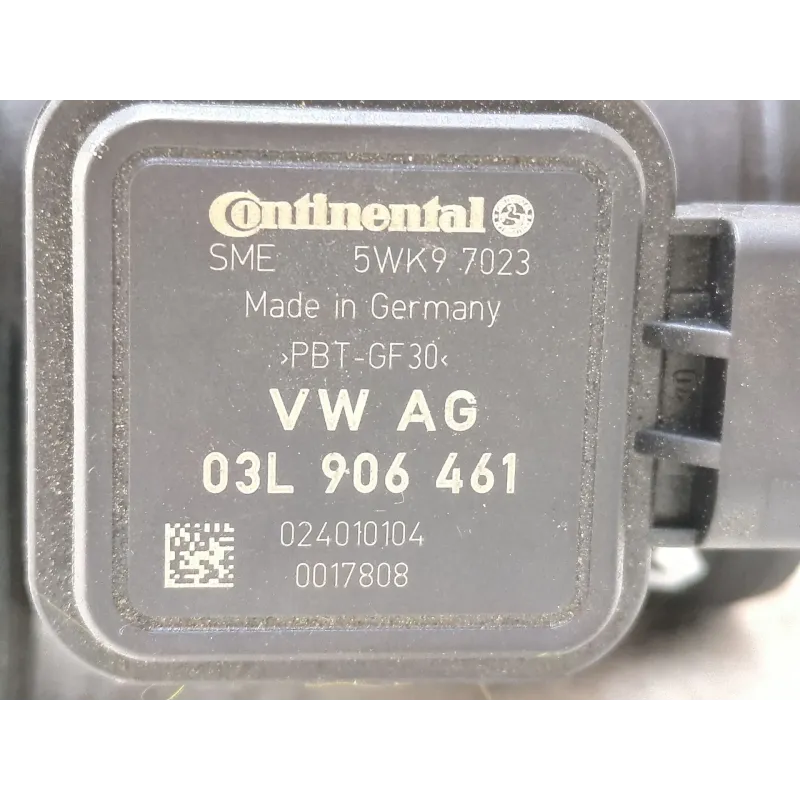 Continental
SME 5WK9 7023
Made in Germany
>PBT-GF30<
VW AG
03L 906 461
024010104
0017808